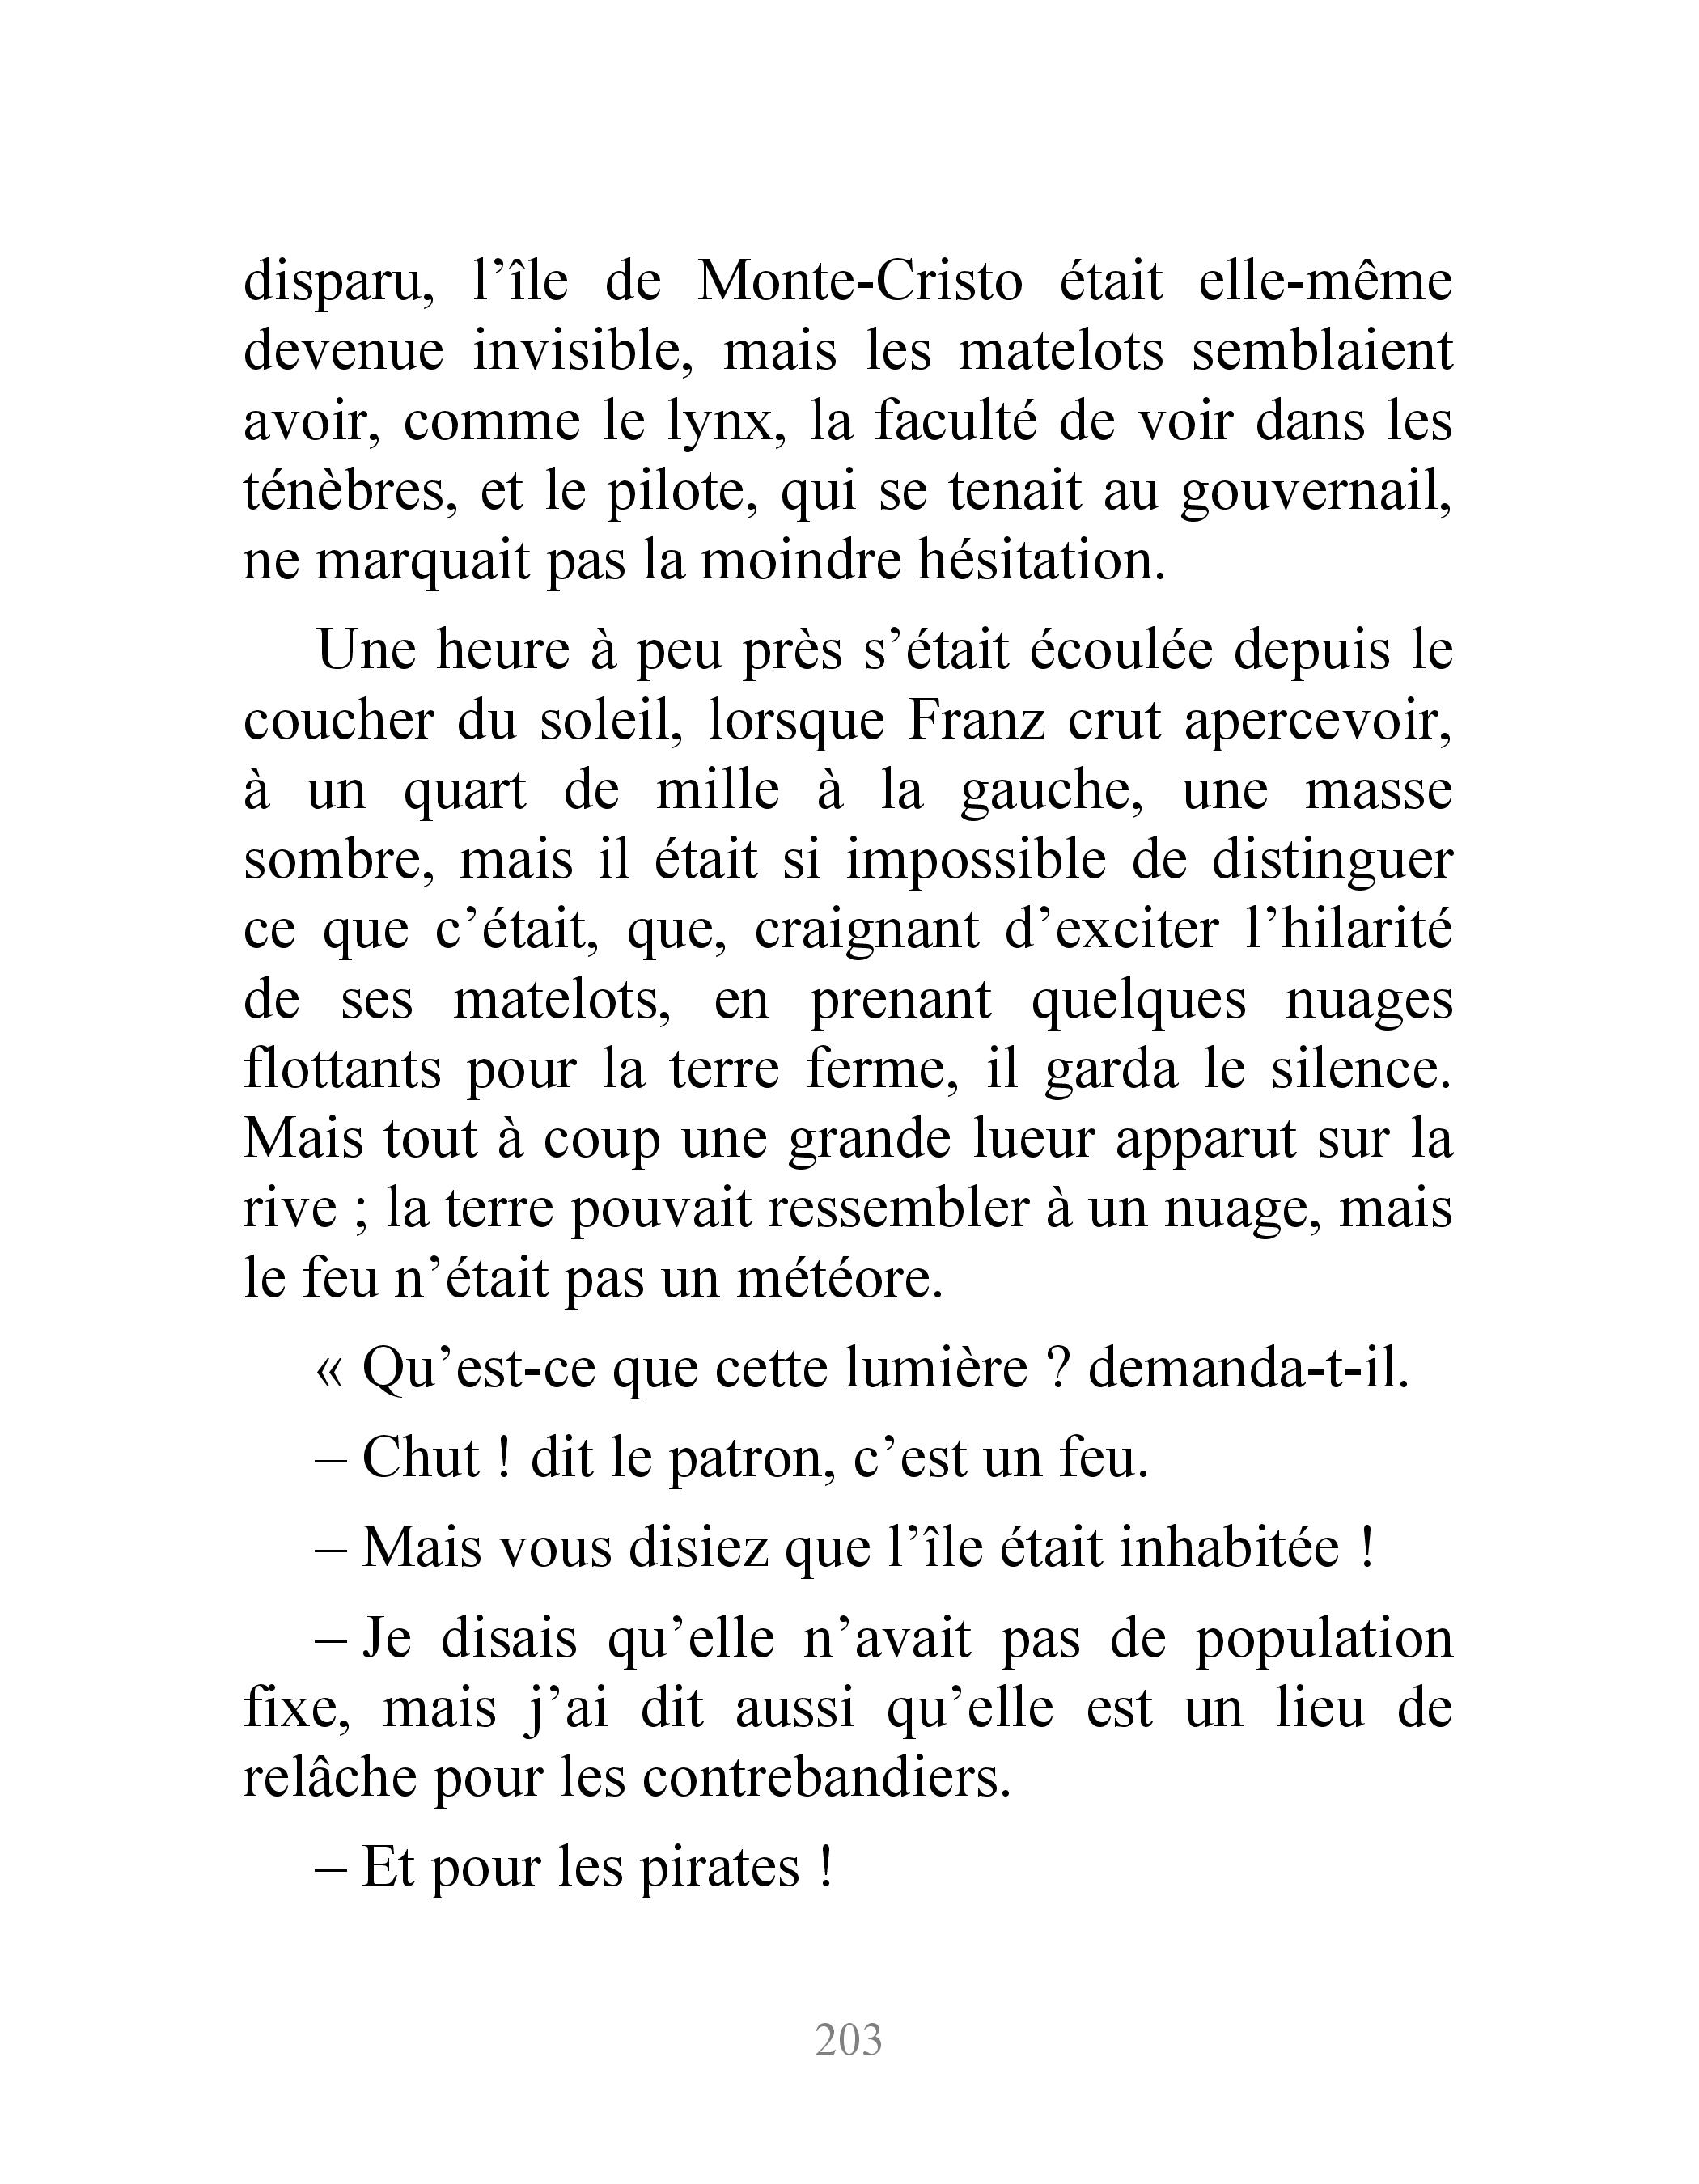 disparu, l’île de Monte-Cristo était elle-même
devenue invisible, mais les matelots semblaient
avoir, comme le lynx, la faculté de voir dans les
ténèbres, et le pilote, qui se tenait au gouvernail,
ne marquait pas la moindre hésitation.
Une heure à peu près s’était écoulée depuis le
coucher du soleil, lorsque Franz crut apercevoir,
à un quart de mille à la gauche, une masse
sombre, mais il était si impossible de distinguer
ce que c’était, que, craignant d’exciter l’hilarité
de ses matelots, en prenant quelques nuages
flottants pour la terre ferme, il garda le silence.
Mais tout à coup une grande lueur apparut sur la
rive ; la terre pouvait ressembler à un nuage, mais
le feu n’était pas un météore.
« Qu’est-ce que cette lumière ? demanda-t-il.
– Chut ! dit le patron, c’est un feu.
– Mais vous disiez que l’île était inhabitée !
– Je disais qu’elle n’avait pas de population
fixe, mais j’ai dit aussi qu’elle est un lieu de
relâche pour les contrebandiers.
– Et pour les pirates !
203